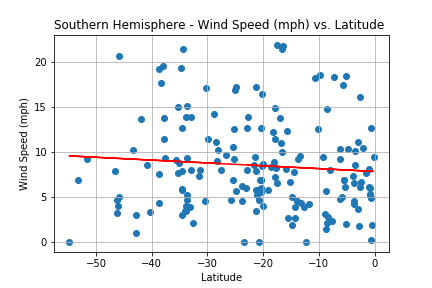 Southern Hemisphere - Wind Speed (mph) vs. Latitude
Wind Speed (mph)
20
15
10
5
0
−50 −40 −30 −20 −10 0
Latitude